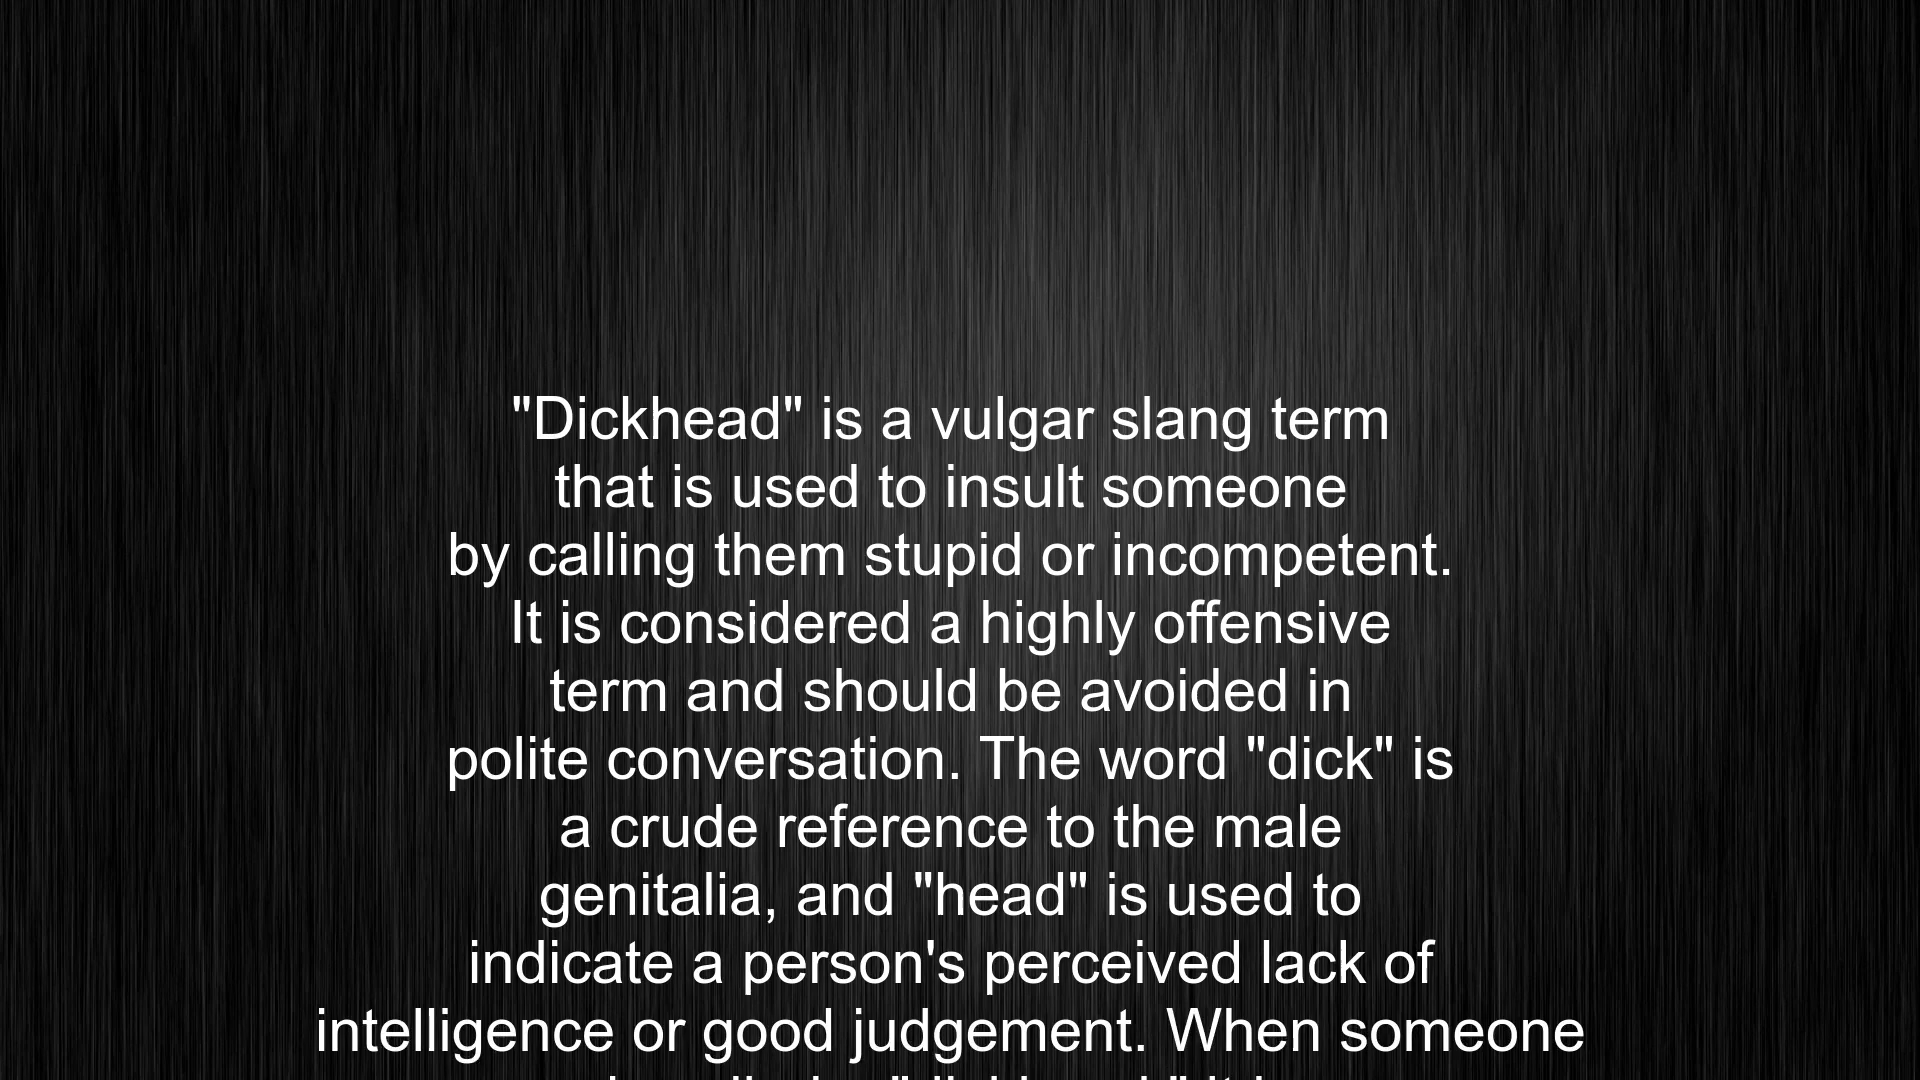 "Dickhead" is a vulgar slang term
that is used to insult someone
by calling them stupid or incompetent.
It is considered a highly offensive
term and should be avoided in
polite conversation. The word "dick" is
a crude reference to the male
genitalia, and "head" is used to
indicate a person's perceived lack of
intelligence or good judgement. When someone